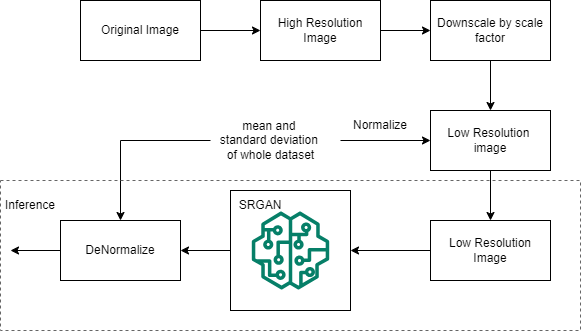 Original Image
High Resolution
Image
Downscale by scale
factor
mean and
standard deviation
of whole dataset
Normalize
Low Resolution
image
Inference
DeNormalize
SRGAN
Low Resolution
Image